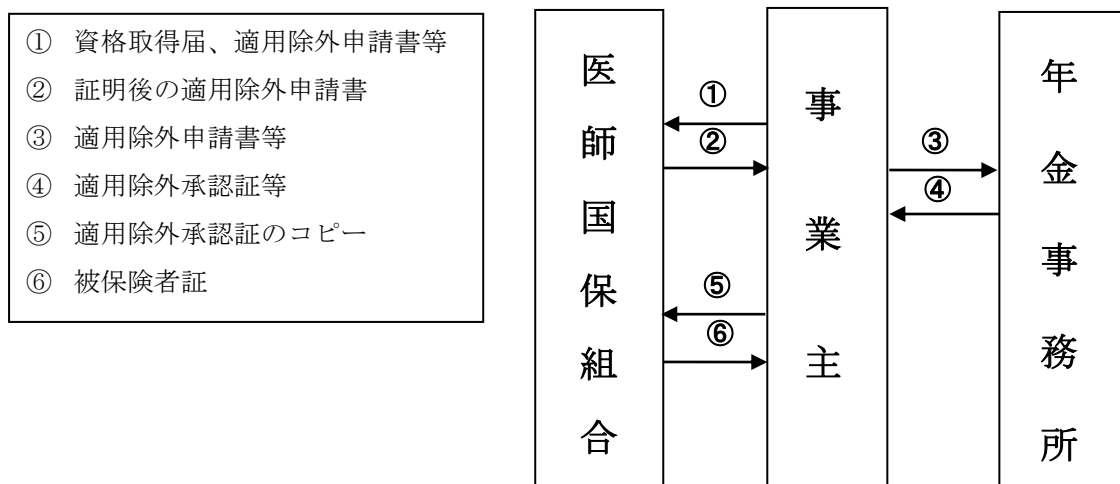 ① 資格取得届、適用除外申請書等
② 証明後の適用除外申請書
③ 適用除外申請書等
④ 適用除外承認証等
⑤ 適用除外承認証のコピー
⑥ 被保険者証
医師国保組合
①
②
⑤
⑥
事業主
③
④
年金事務所